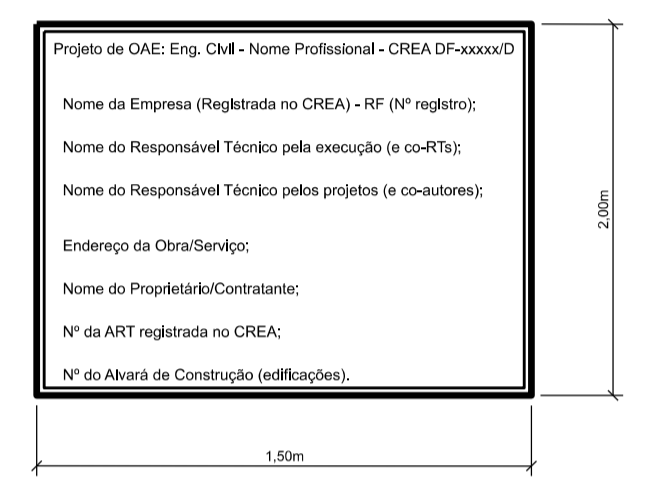 Projeto de OAE: Eng. Civil - Nome Profissional - CREA DF-xxxxx/D
Nome da Empresa (Registrada no CREA) - RF (Nº registro);
Nome do Responsável Técnico pela execução (e co-RTs);
Nome do Responsável Técnico pelos projetos (e co-autores);
Endereço da Obra/Serviço;
Nome do Proprietário/Contratante;
Nº da ART registrada no CREA;
Nº do Alvará de Construção (edificações).
2,00m
1,50m